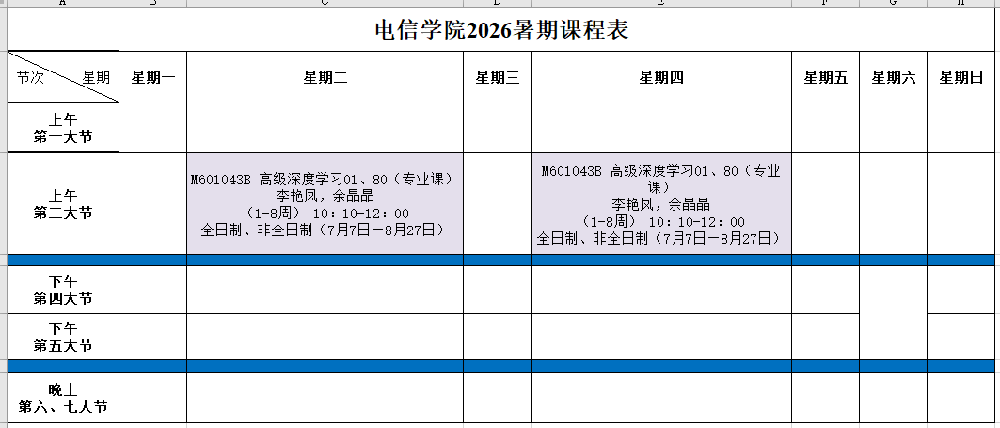 A B C D E F G H
电信学院2026暑期课程表
节次 星期 星期一 星期二 星期三 星期四 星期五 星期六 星期日
上午
第一大节
上午
第二大节
M601043B 高级深度学习01、80（专业课）
李艳凤，余晶晶
（1-8周） 10：10-12：00
全日制、非全日制（7月7日—8月27日）
M601043B 高级深度学习01、80（专业
课）
李艳凤，余晶晶
（1-8周） 10：10-12：00
全日制、非全日制（7月7日—8月27日）
下午
第四大节
下午
第五大节
晚上
第六、七大节